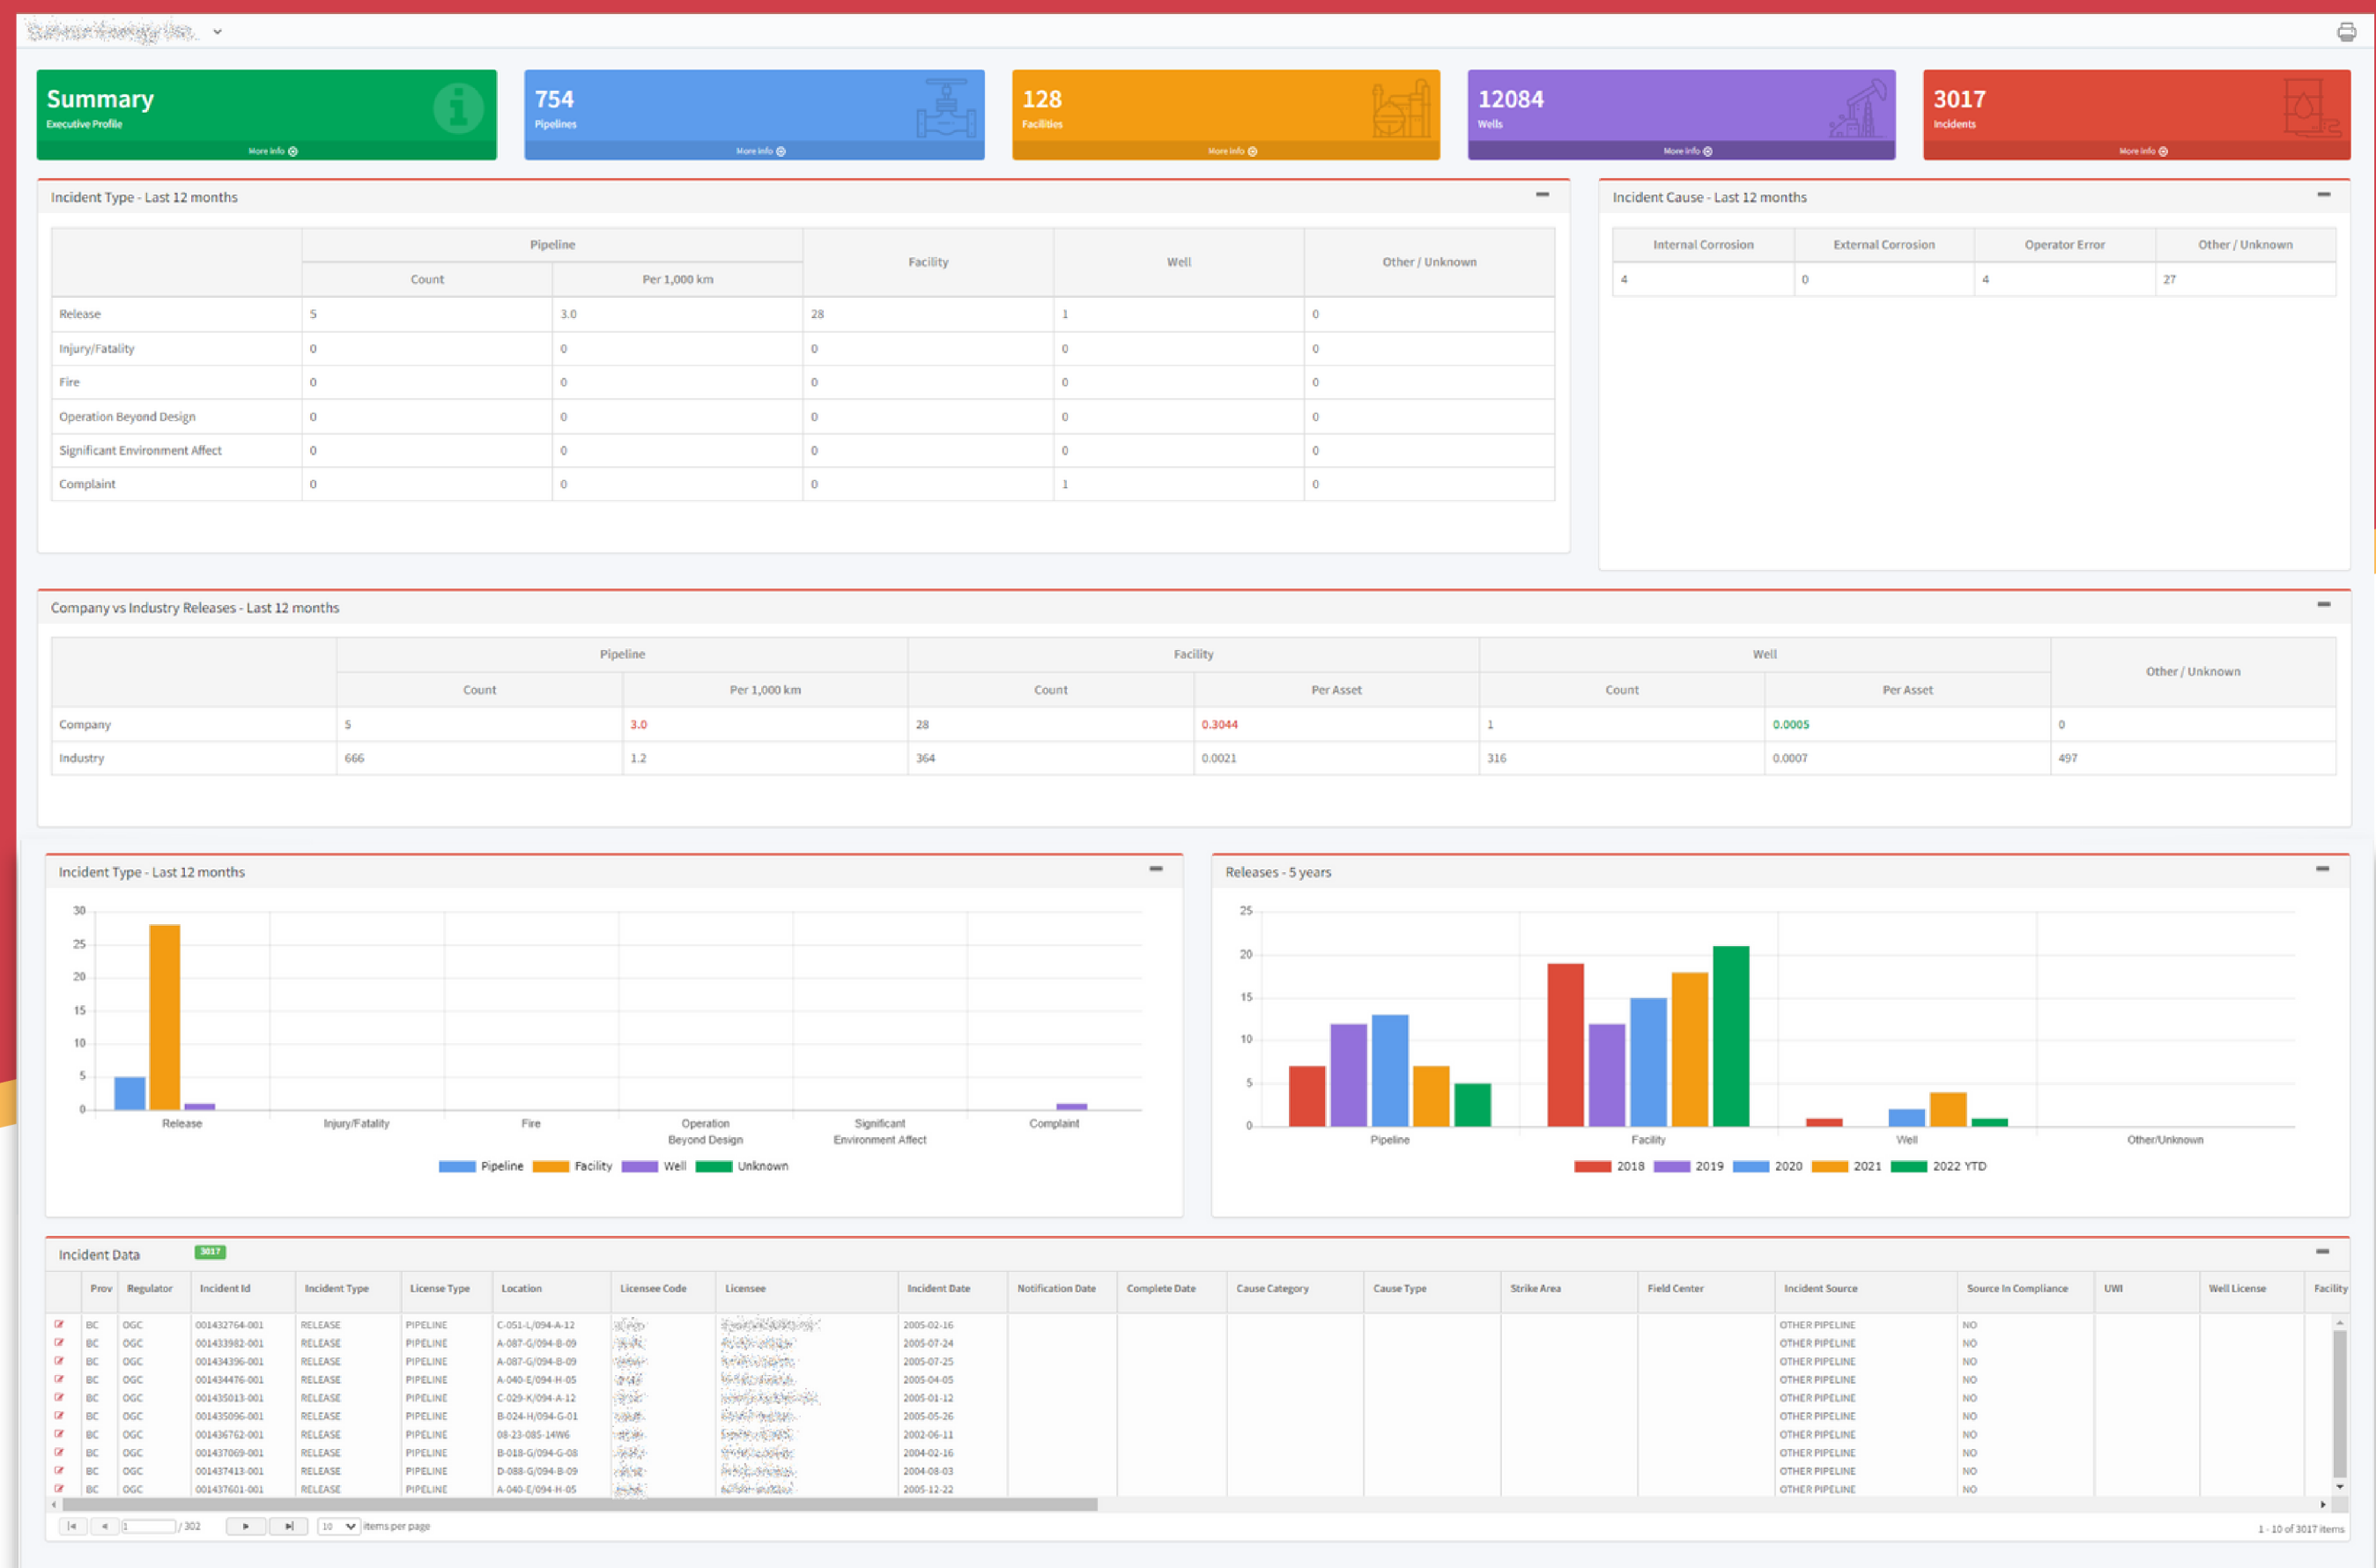 Summary
Executive Profile
More info
754
Pipelines
More info
128
Facilities
More info
12084
Wells
More info
3017
Incidents
More info
Incident Type - Last 12 months
Pipeline Facility Well Other / Unknown
Count Per 1,000 km
Release 5 3.0 28 1 0
Injury/Fatality 0 0 0 0 0
Fire 0 0 0 0 0
Operation Beyond Design 0 0 0 0 0
Significant Environment Affect 0 0 0 0 0
Complaint 0 0 0 1 0
Incident Cause - Last 12 months
Internal Corrosion External Corrosion Operator Error Other / Unknown
4 0 4 27
Company vs Industry Releases - Last 12 months
Pipeline Facility Well Other / Unknown
Count Per 1,000 km Count Per Asset Count Per Asset
Company 5 3.0 28 0.3044 1 0.0005 0
Industry 666 1.2 364 0.0021 316 0.0007 497
Incident Type - Last 12 months
30
25
20
15
10
5
0
Release Injury/Fatality Fire Operation Beyond Design Significant Environment Affect Complaint
Pipeline Facility Well Unknown
Releases - 5 years
25
20
15
10
5
0
Pipeline Facility Well Other/Unknown
2018 2019 2020 2021 2022 YTD
Incident Data 3017
Prov Regulator Incident Id Incident Type License Type Location Licensee Code Licensee Incident Date Notification Date Complete Date Cause Category Cause Type Strike Area Field Center Incident Source Source In Compliance UWI Well License Facility
BC OGC 001432764-001 RELEASE PIPELINE C-051-L/094-A-12 2005-02-16 OTHER PIPELINE NO
BC OGC 001433982-001 RELEASE PIPELINE A-087-G/094-B-09 2005-07-24 OTHER PIPELINE NO
BC OGC 001434396-001 RELEASE PIPELINE A-087-G/094-B-09 2005-07-25 OTHER PIPELINE NO
BC OGC 001434476-001 RELEASE PIPELINE A-040-E/094-H-05 2005-04-05 OTHER PIPELINE NO
BC OGC 001435013-001 RELEASE PIPELINE C-029-K/094-A-12 2005-01-12 OTHER PIPELINE NO
BC OGC 001435096-001 RELEASE PIPELINE B-024-H/094-G-01 2005-05-26 OTHER PIPELINE NO
BC OGC 001436762-001 RELEASE PIPELINE 08-23-085-14W6 2002-06-11 OTHER PIPELINE NO
BC OGC 001437069-001 RELEASE PIPELINE B-018-G/094-G-08 2004-02-16 OTHER PIPELINE NO
BC OGC 001437413-001 RELEASE PIPELINE D-088-G/094-B-09 2004-08-03 OTHER PIPELINE NO
BC OGC 001437601-001 RELEASE PIPELINE A-040-E/094-H-05 2005-12-22 OTHER PIPELINE NO
1 / 302 10 items per page 1 - 10 of 3017 items